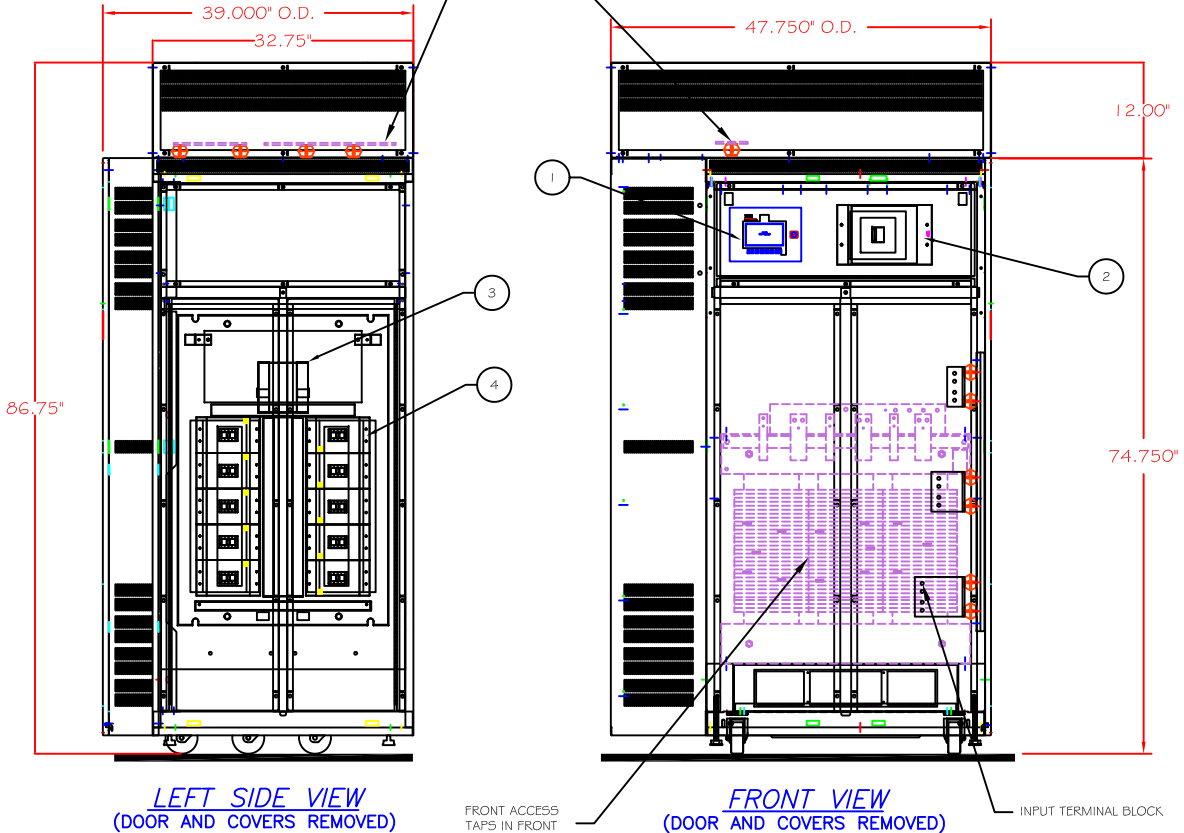 39.000" O.D.
32.75"
47.750" O.D.
12.00"
1
2
3
4
86.75"
74.750"
LEFT SIDE VIEW
(DOOR AND COVERS REMOVED)
FRONT ACCESS
TAPS IN FRONT
FRONT VIEW
(DOOR AND COVERS REMOVED)
INPUT TERMINAL BLOCK